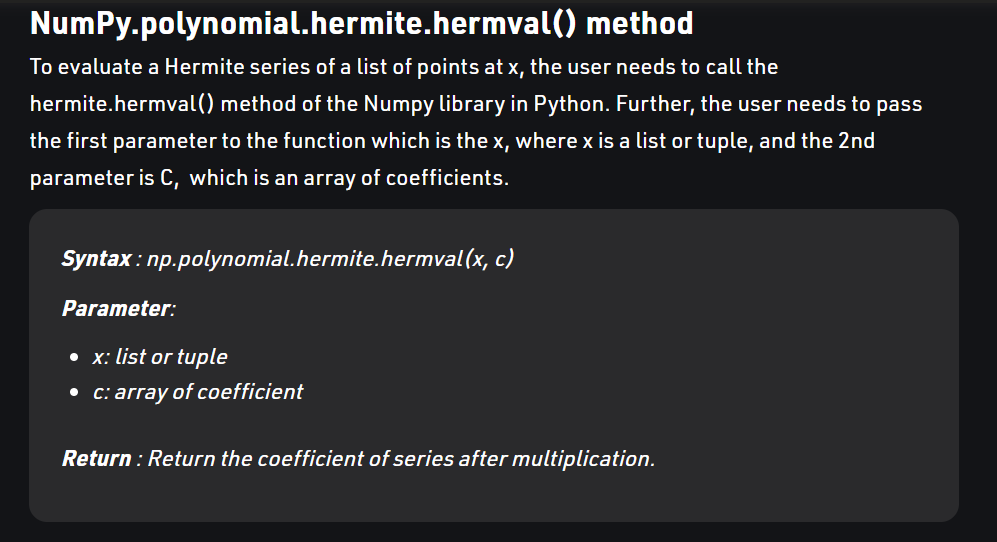 NumPy.polynomial.hermite.hermval() method
To evaluate a Hermite series of a list of points at x, the user needs to call the
hermite.hermval() method of the Numpy library in Python. Further, the user needs to pass
the first parameter to the function which is the x, where x is a list or tuple, and the 2nd
parameter is C,  which is an array of coefficients.
Syntax : np.polynomial.hermite.hermval(x, c)
Parameter:
• x: list or tuple
• c: array of coefficient
Return : Return the coefficient of series after multiplication.